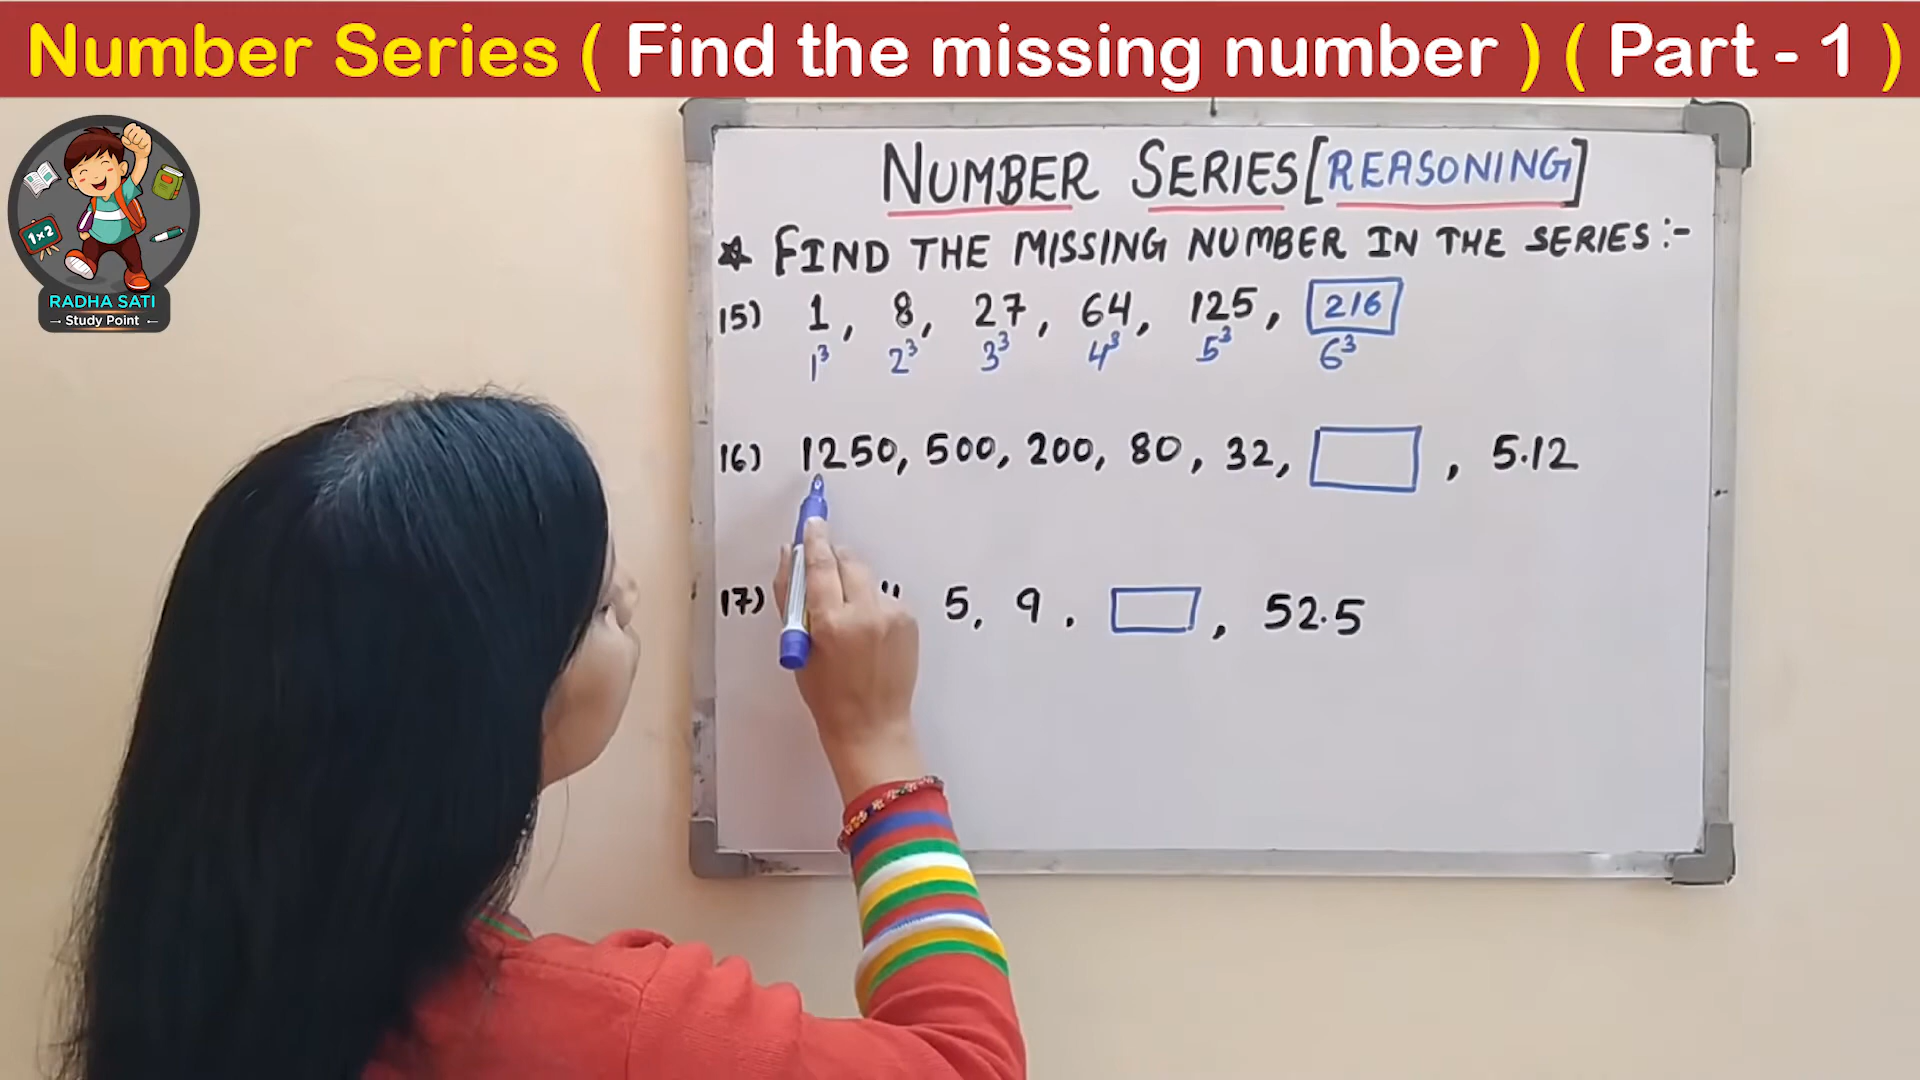 Number Series ( Find the missing number ) ( Part - 1 )
1x2
RADHA SATI
Study Point
NUMBER SERIES [REASONING]
FIND THE MISSING NUMBER IN THE SERIES :-
15) 1, 8, 27, 64, 125, 216
1³ 2³ 3³ 4³ 5³ 6³
16) 1250, 500, 200, 80, 32, , 5.12
17) 5, 9, , 52.5